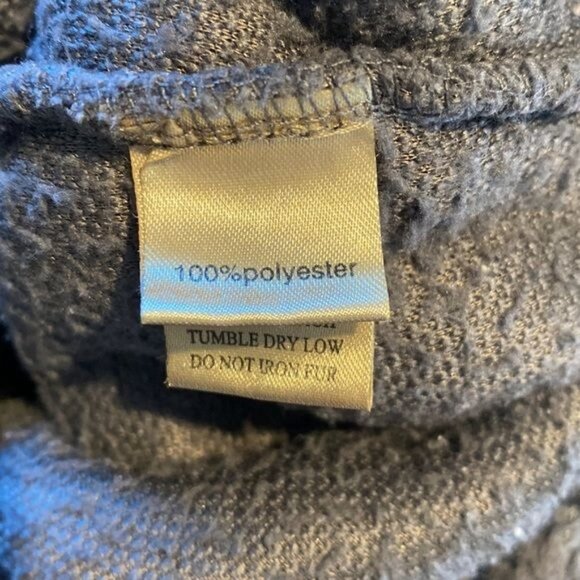 100%polyester
TUMBLE DRY LOW
DO NOT IRON FUR